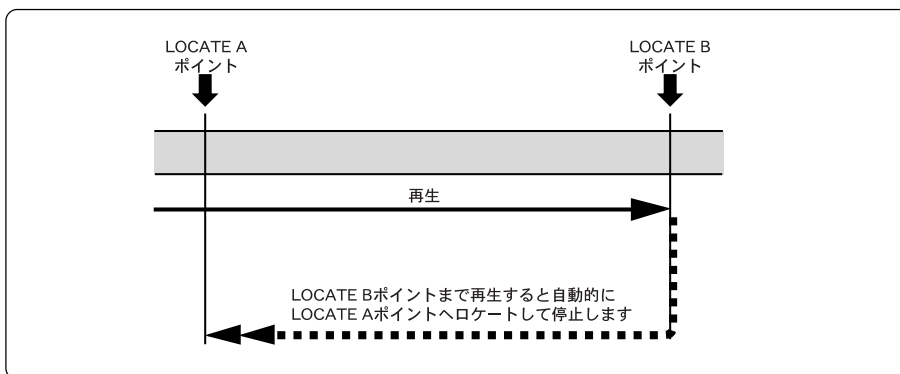 LOCATE A
ポイント
LOCATE B
ポイント
再生
LOCATE Bポイントまで再生すると自動的に
LOCATE Aポイントへロケートして停止します